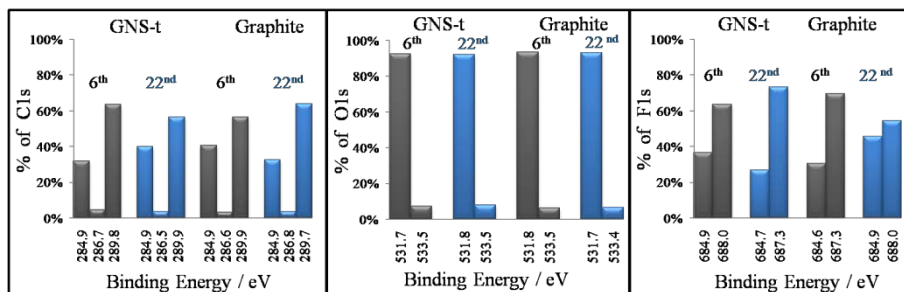 GNS-t Graphite
100%
80%
60%
40%
20%
0%
% of C1s
6th 22nd 6th 22nd
284.9 286.7 289.8 284.9 286.5 289.9 284.9 286.6 289.9 284.9 286.8 289.7
Binding Energy / eV
GNS-t Graphite
100%
80%
60%
40%
20%
0%
% of O1s
6th 22nd 6th 22nd
531.7 533.5 531.8 533.5 531.8 533.5 531.7 533.4
Binding Energy / eV
GNS-t Graphite
100%
80%
60%
40%
20%
0%
% of F1s
6th 22nd 6th 22nd
684.9 688.0 684.7 687.3 684.6 687.3 684.9 688.0
Binding Energy / eV